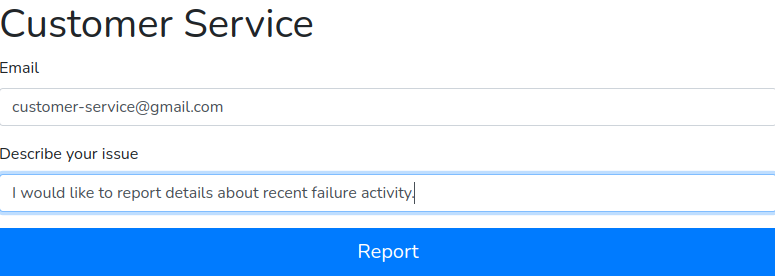 Customer Service
Email
customer-service@gmail.com
Describe your issue
I would like to report details about recent failure activity.
Report